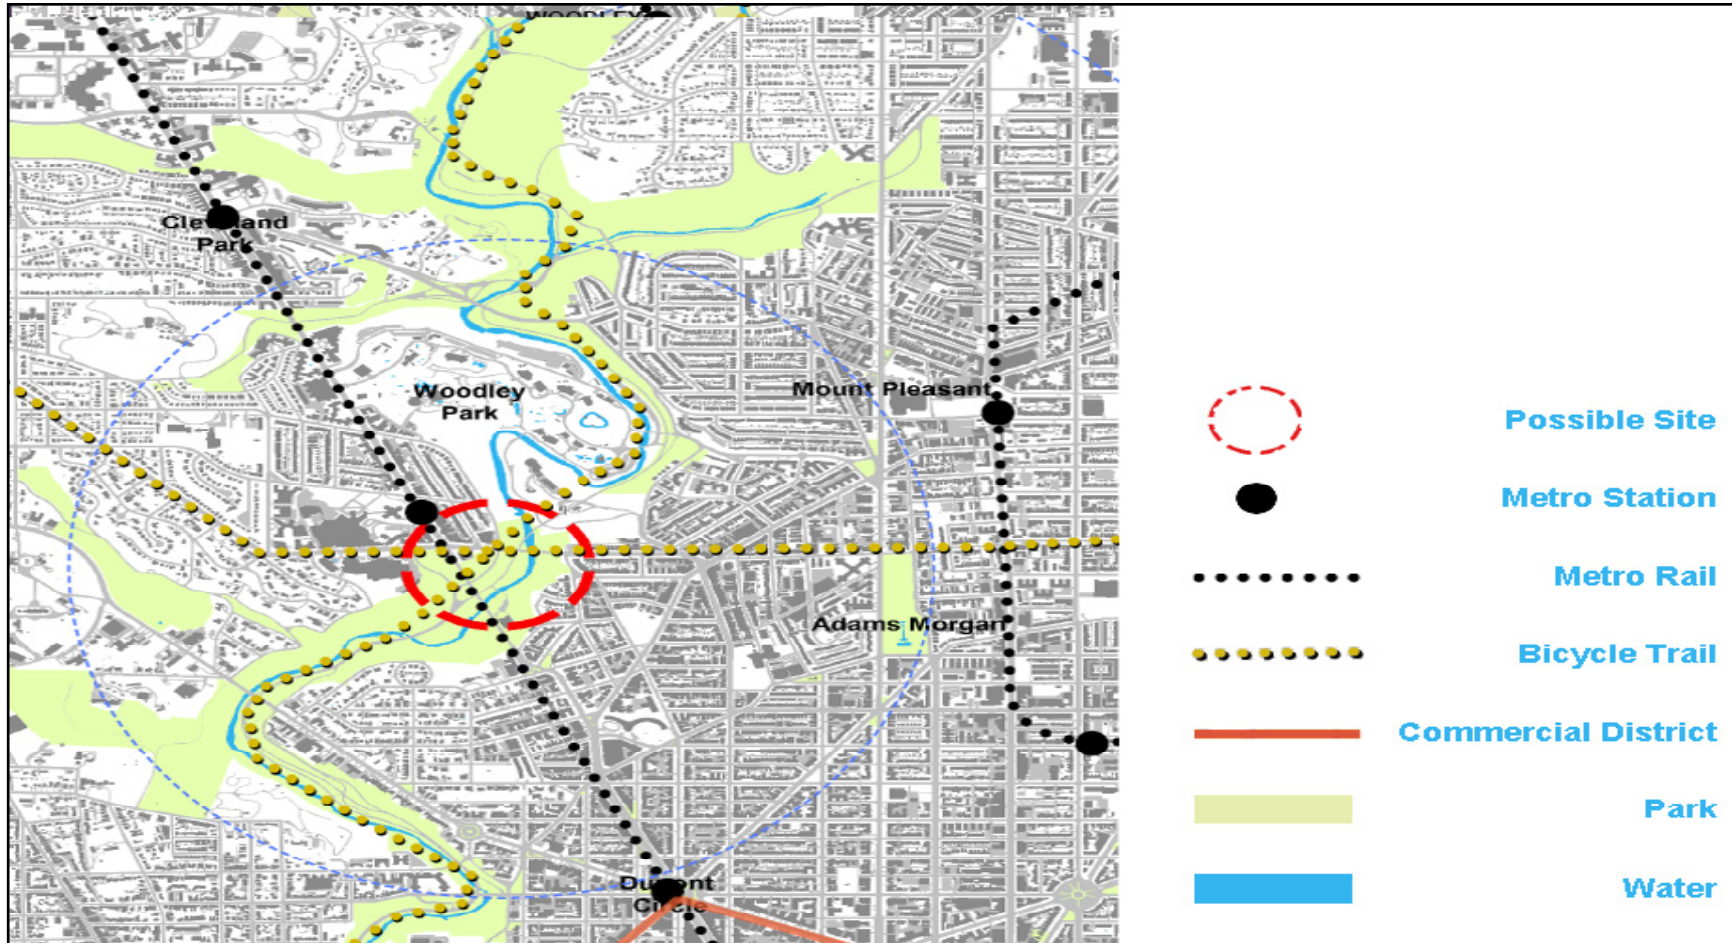 WOODLEY
Cleveland
Park
Woodley
Park
Mount Pleasant
Adams Morgan
Dupont
Circle
Possible Site
Metro Station
Metro Rail
Bicycle Trail
Commercial District
Park
Water